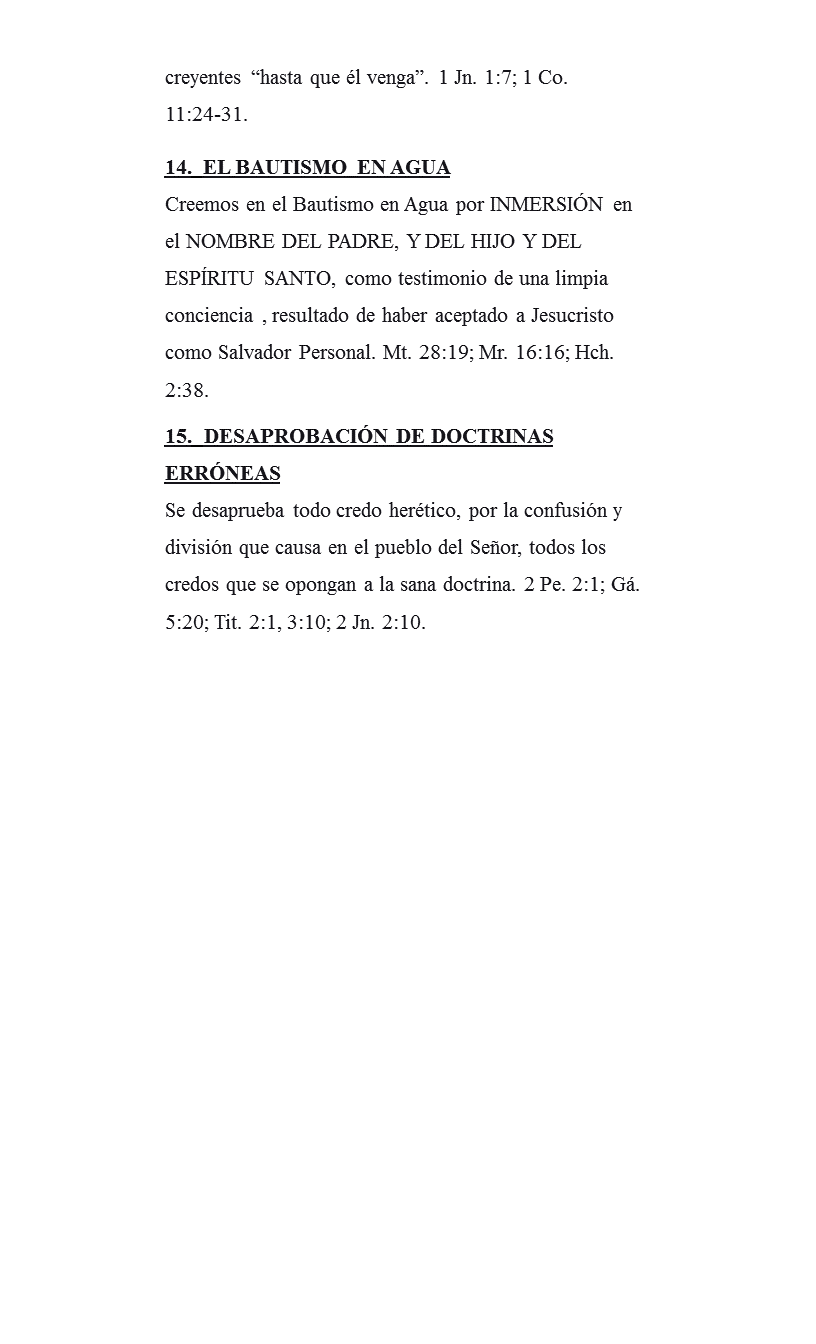 creyentes “hasta que él venga”. 1 Jn. 1:7; 1 Co.
11:24-31.
14. EL BAUTISMO EN AGUA
Creemos en el Bautismo en Agua por INMERSIÓN en
el NOMBRE DEL PADRE, Y DEL HIJO Y DEL
ESPÍRITU SANTO, como testimonio de una limpia
conciencia , resultado de haber aceptado a Jesucristo
como Salvador Personal. Mt. 28:19; Mr. 16:16; Hch.
2:38.
15. DESAPROBACIÓN DE DOCTRINAS
ERRÓNEAS
Se desaprueba todo credo herético, por la confusión y
división que causa en el pueblo del Señor, todos los
credos que se opongan a la sana doctrina. 2 Pe. 2:1; Gá.
5:20; Tit. 2:1, 3:10; 2 Jn. 2:10.